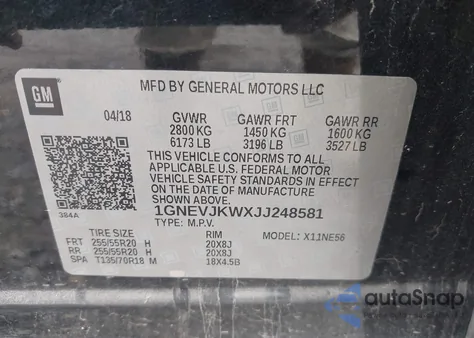 GM
MFD BY GENERAL MOTORS LLC
04/18 GVWR GAWR FRT GAWR RR
2800 KG 1450 KG 1600 KG
6173 LB 3196 LB 3527 LB
THIS VEHICLE CONFORMS TO ALL
APPLICABLE U.S. FEDERAL MOTOR
VEHICLE SAFETY STANDARDS IN EFFECT
ON THE DATE OF MANUFACTURE
384A 1GNEVJKWXJJ248581
TYPE: M.P.V. MODEL: X11NE56
TIRE SIZE RIM
FRT 255/55R20 H 20X8J
RR 255/55R20 H 20X8J
SPA T135/70R18 M 18X4.5B
autoSnap